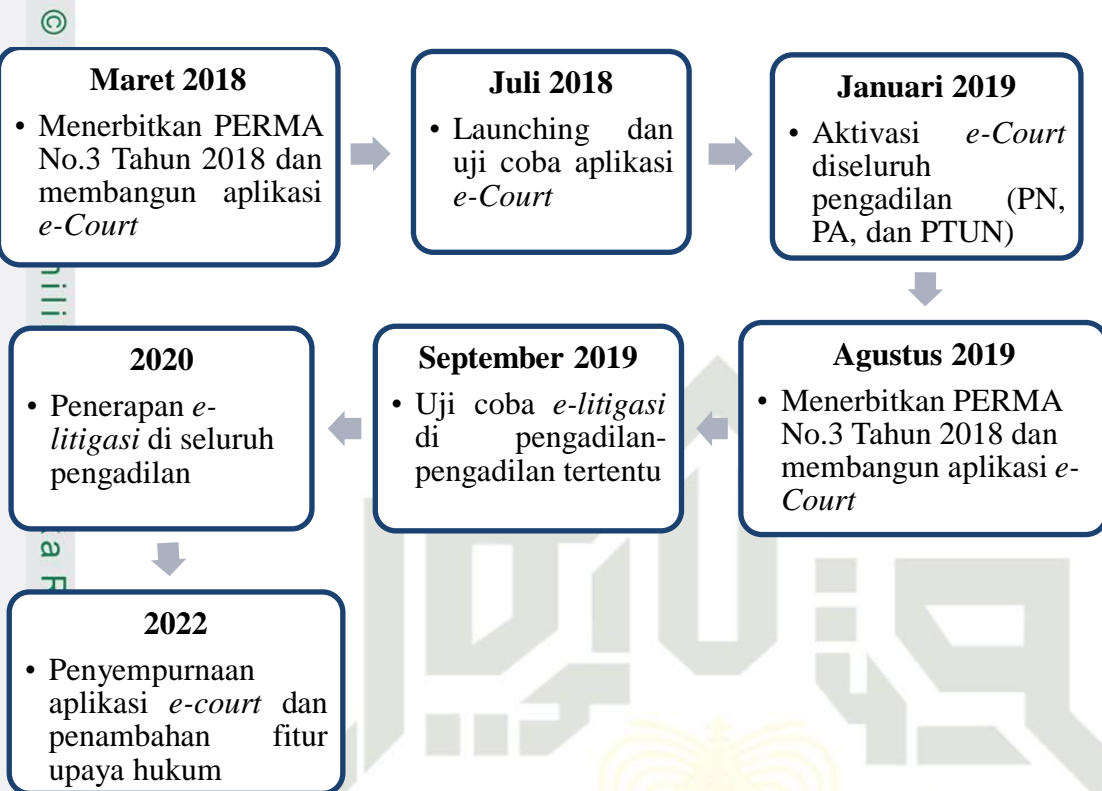 ©
Maret 2018
• Menerbitkan PERMA
No.3 Tahun 2018 dan
membangun aplikasi
e-Court
Juli 2018
• Launching dan
uji coba aplikasi
e-Court
Januari 2019
• Aktivasi e-Court
diseluruh
pengadilan (PN,
PA, dan PTUN)
Agustus 2019
• Menerbitkan PERMA
No.3 Tahun 2018 dan
membangun aplikasi e-
Court
September 2019
• Uji coba e-litigasi
di pengadilan-
pengadilan tertentu
2020
• Penerapan e-
litigasi di seluruh
pengadilan
2022
• Penyempurnaan
aplikasi e-court dan
penambahan fitur
upaya hukum